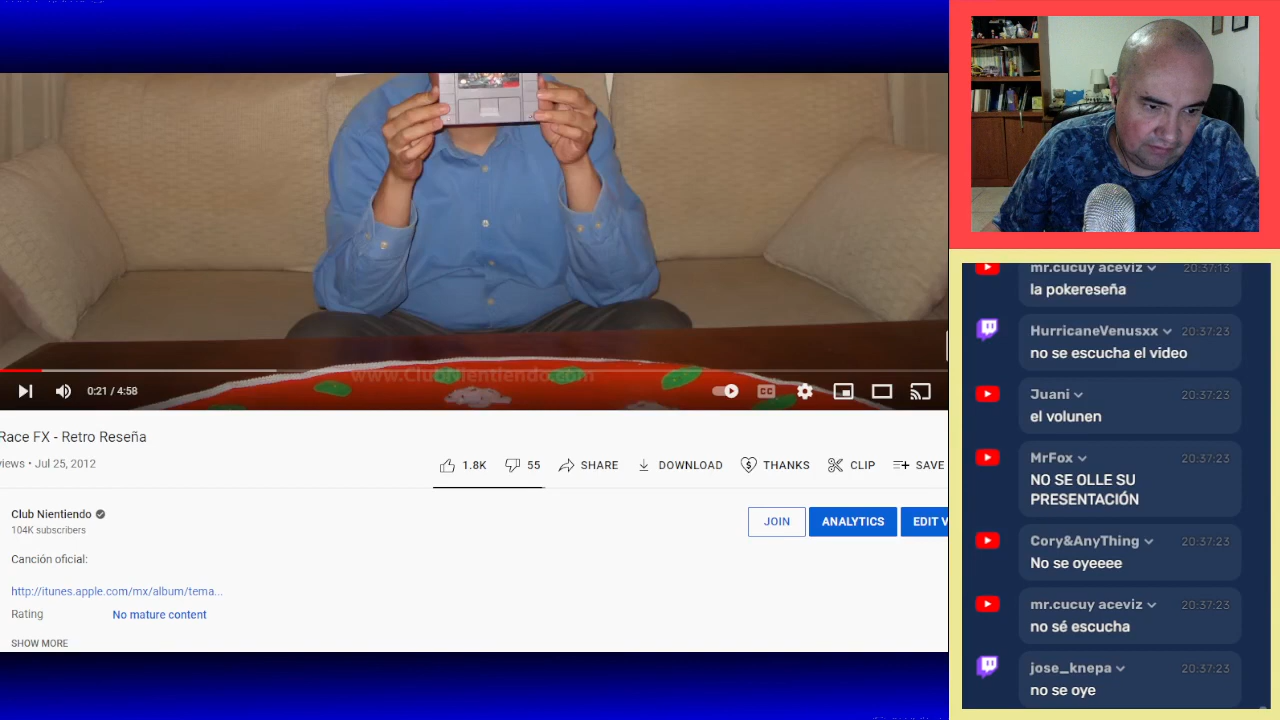 www.ClubNientiendo.com
0:21 / 4:58
CC
Race FX - Retro Reseña
views • Jul 25, 2012
1.8K
55
SHARE
DOWNLOAD
THANKS
CLIP
SAVE
Club Nientiendo
104K subscribers
JOIN
ANALYTICS
EDIT V
Canción oficial:
http://itunes.apple.com/mx/album/tema...
Rating No mature content
SHOW MORE
mr.cucuy aceviz 20:37:13
la pokereseña
HurricaneVenusxx 20:37:23
no se escucha el video
Juani 20:37:23
el volunen
MrFox 20:37:23
NO SE OLLE SU
PRESENTACIÓN
Cory&AnyThing 20:37:23
No se oyeeee
mr.cucuy aceviz 20:37:23
no sé escucha
jose_knepa 20:37:23
no se oye